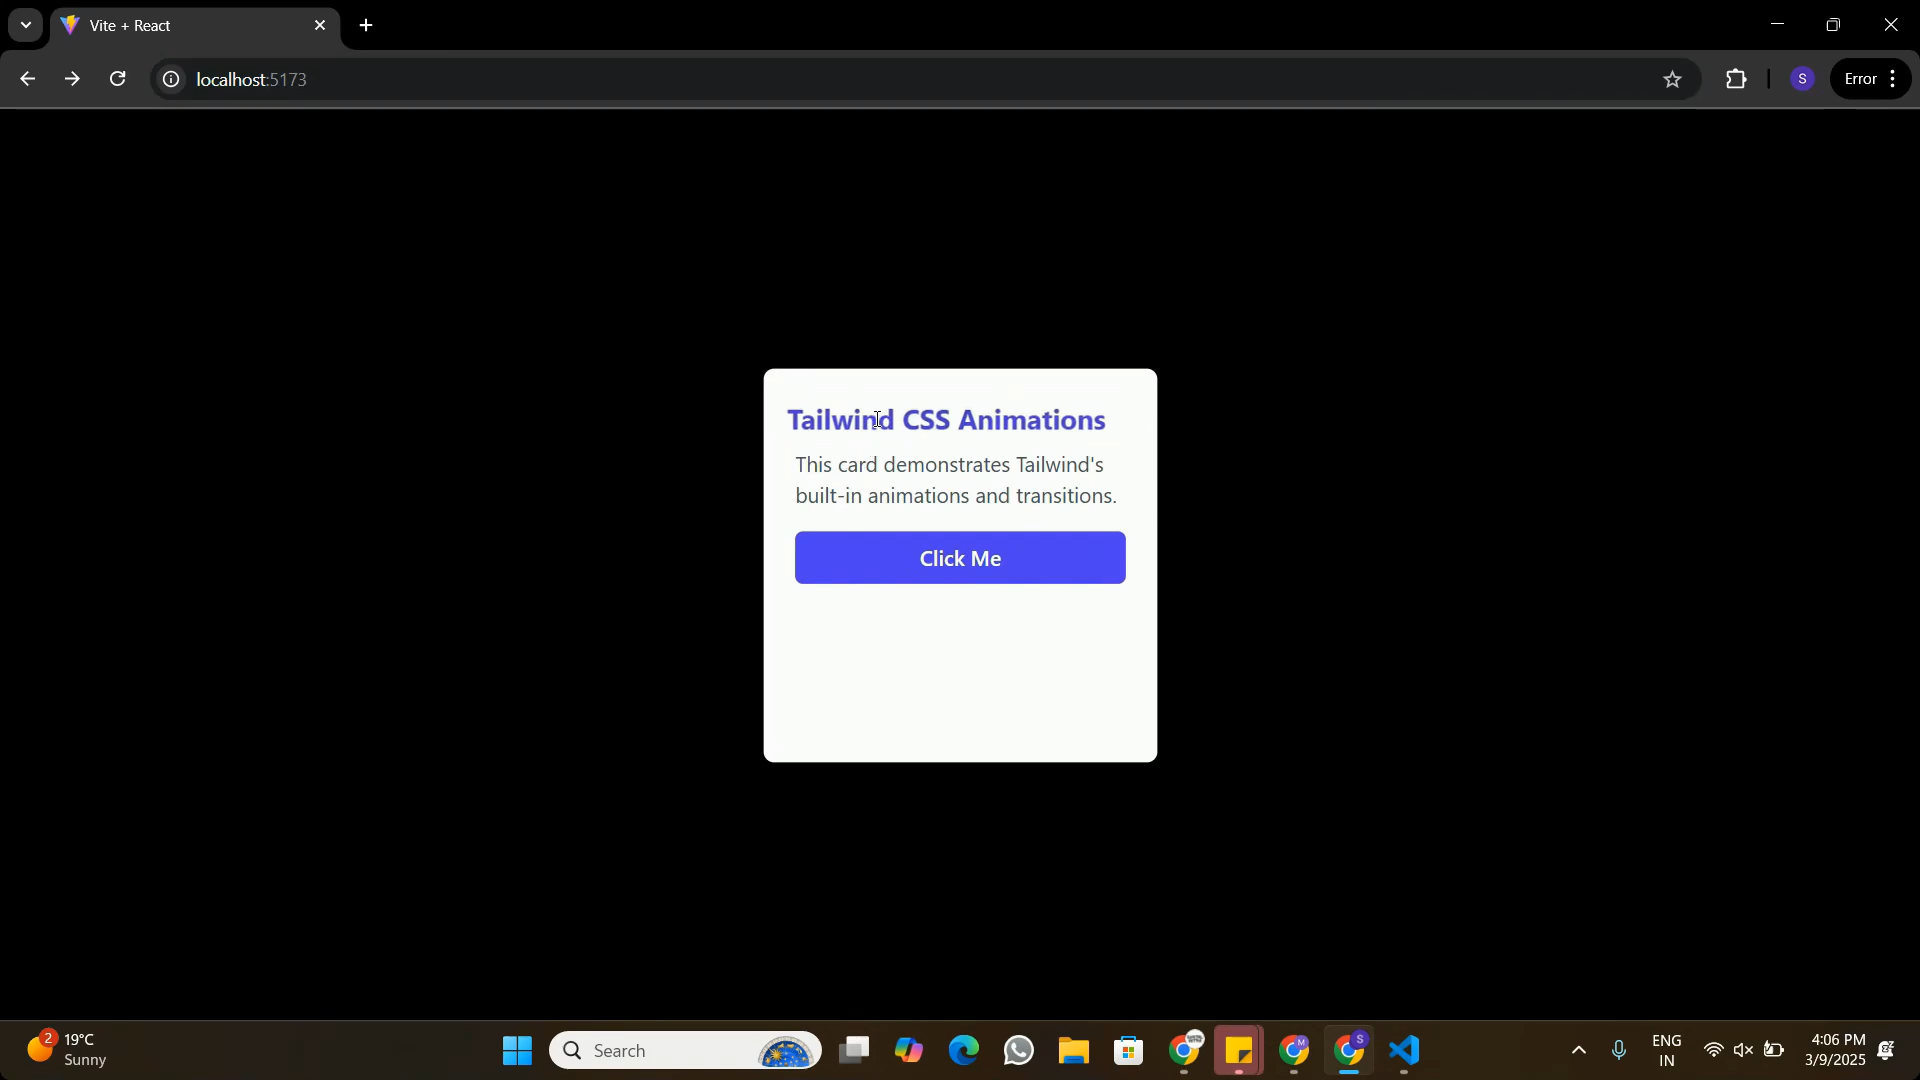 Vite + React
localhost:5173
S
Error
Tailwind CSS Animations
This card demonstrates Tailwind's
built-in animations and transitions.
Click Me
2
19°C
Sunny
Search
M
S
ENG
IN
4:06 PM
3/9/2025